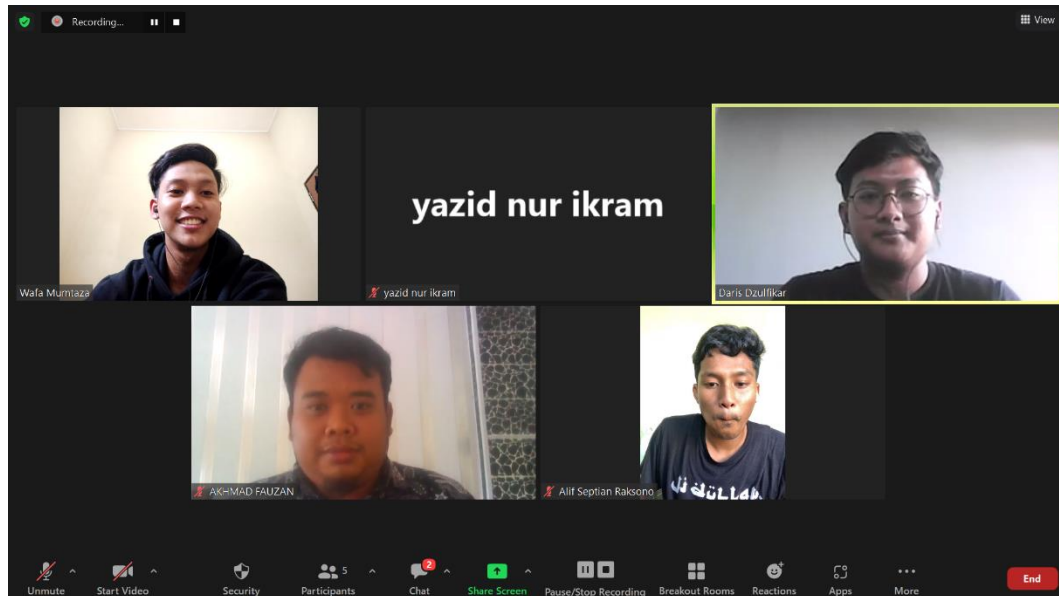 Recording...
View
yazid nur ikram
Wafa Mumtaza
yazid nur ikram
Daris Dzulfikar
AKHMAD FAUZAN
Alif Septian Raksono
5
2
Unmute
Start Video
Security
Participants
Chat
Share Screen
Pause/Stop Recording
Breakout Rooms
Reactions
Apps
More
End